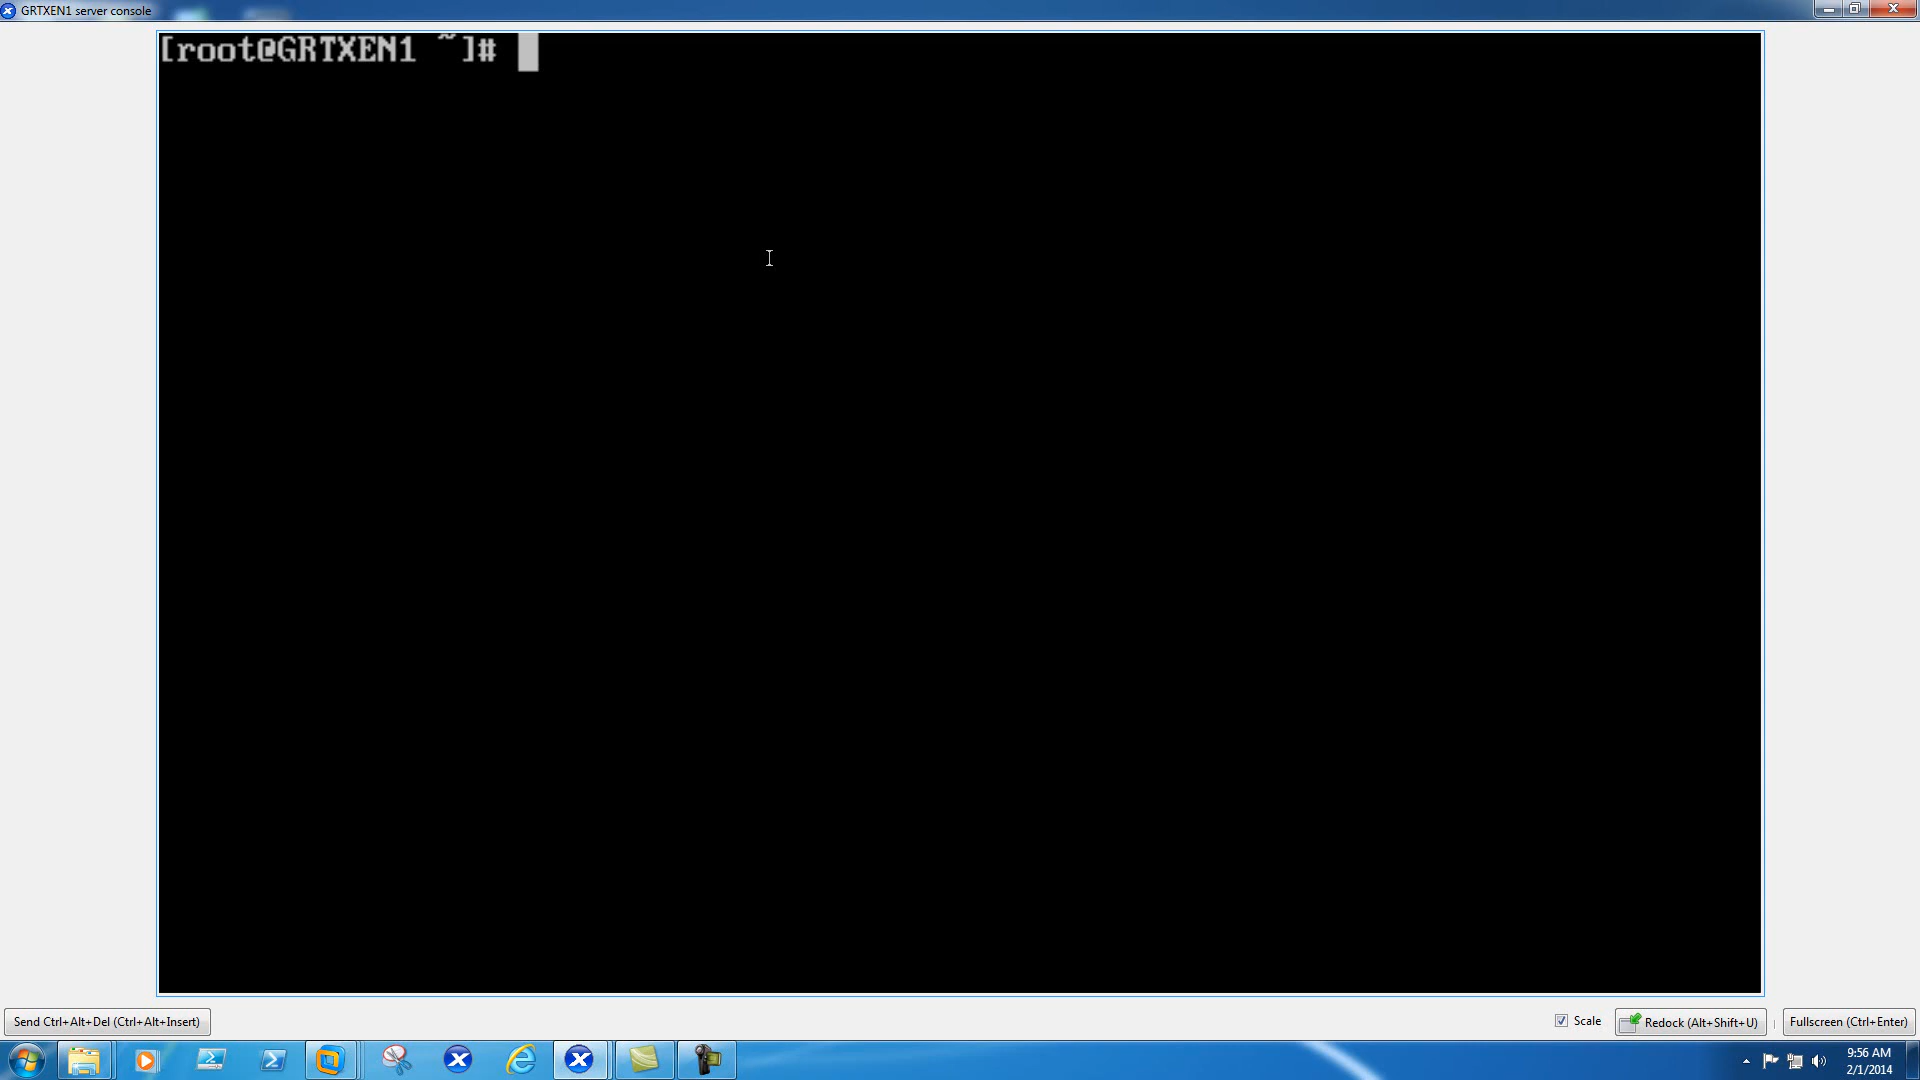 GRTXEN1 server console
[root@GRTXEN1 ~]#
Send Ctrl+Alt+Del (Ctrl+Alt+Insert)
Scale
Redock (Alt+Shift+U)
Fullscreen (Ctrl+Enter)
9:56 AM
2/1/2014